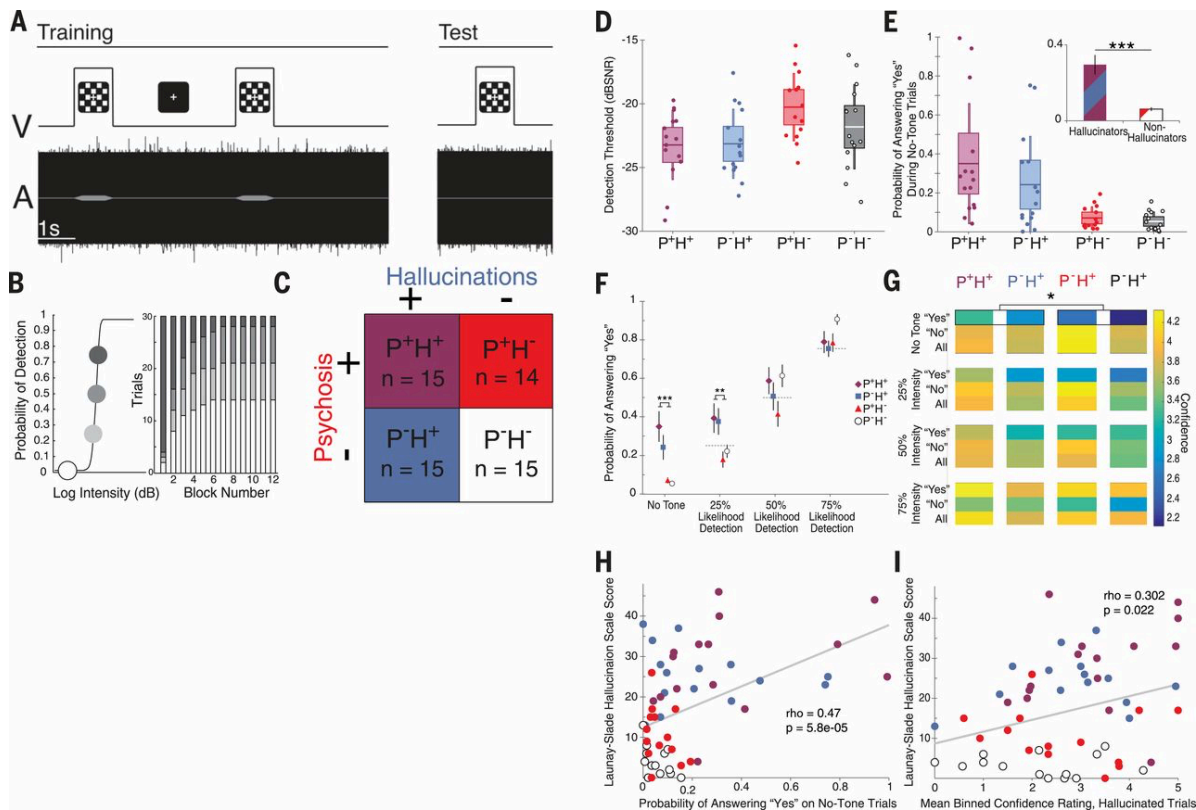 A
Training
Test
V
A
1s
B
Probability of Detection
1
0.9
0.8
0.7
0.6
0.5
0.4
0.3
0.2
0.1
0
Log Intensity (dB)
Trials
30
20
10
0
2 4 6 8 10 12
Block Number
C
Hallucinations
+ -
Psychosis
+
-
P+H+
n = 15
P+H-
n = 14
P-H+
n = 15
P-H-
n = 15
D
Detection Threshold (dBSNR)
-15
-20
-25
-30
P+H+ P-H+ P+H- P-H-
E
Probability of Answering “Yes”
During No-Tone Trials
1
0.8
0.6
0.4
0.2
0
P+H+ P-H+ P+H- P-H-
0.4
0
***
Hallucinators
Non-
Hallucinators
F
Probability of Answering “Yes”
1
0.8
0.6
0.4
0.2
0
***
**
No Tone
25%
Likelihood
Detection
50%
Likelihood
Detection
75%
Likelihood
Detection
P+H+
P-H+
P+H-
P-H-
G
P+H+ P-H+ P-H+ P-H+
*
No Tone
“Yes”
“No”
All
25%
Intensity
“Yes”
“No”
All
50%
Intensity
“Yes”
“No”
All
75%
Intensity
“Yes”
“No”
All
4.2
4
3.8
3.6
3.4
3.2
3
2.8
2.6
2.4
2.2
Confidence
H
Launay-Slade Hallucinaion Scale Score
40
30
20
10
0
rho = 0.47
p = 5.8e-05
0 0.2 0.4 0.6 0.8 1
Probability of Answering “Yes” on No-Tone Trials
I
Launay-Slade Hallucination Scale Score
40
30
20
10
0
rho = 0.302
p = 0.022
0 1 2 3 4 5
Mean Binned Confidence Rating, Hallucinated Trials